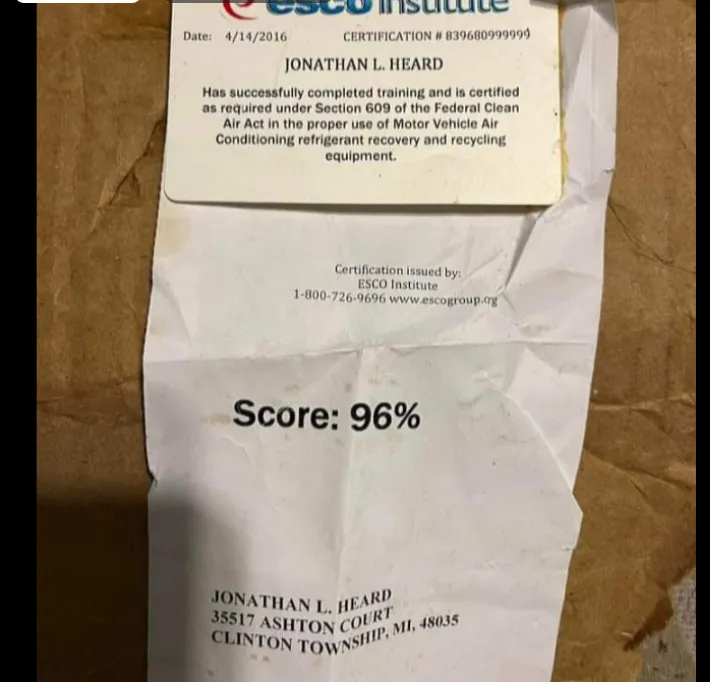 esco institute
Date: 4/14/2016 CERTIFICATION # 839680999999
JONATHAN L. HEARD
Has successfully completed training and is certified
as required under Section 609 of the Federal Clean
Air Act in the proper use of Motor Vehicle Air
Conditioning refrigerant recovery and recycling
equipment.
Certification issued by:
ESCO Institute
1-800-726-9696 www.escogroup.org
Score: 96%
JONATHAN L. HEARD
35517 ASHTON COURT
CLINTON TOWNSHIP, MI, 48035